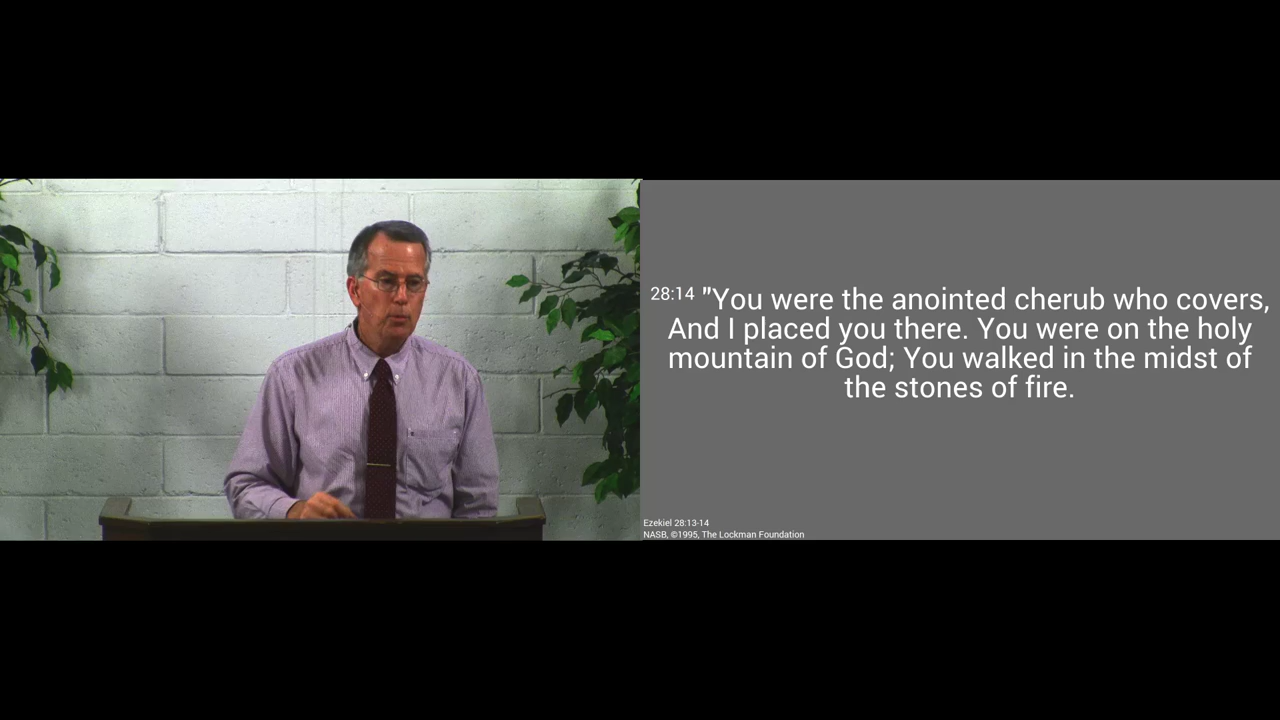 28:14 "You were the anointed cherub who covers,
And I placed you there. You were on the holy
mountain of God; You walked in the midst of
the stones of fire.
Ezekiel 28:13-14
NASB, ©1995, The Lockman Foundation